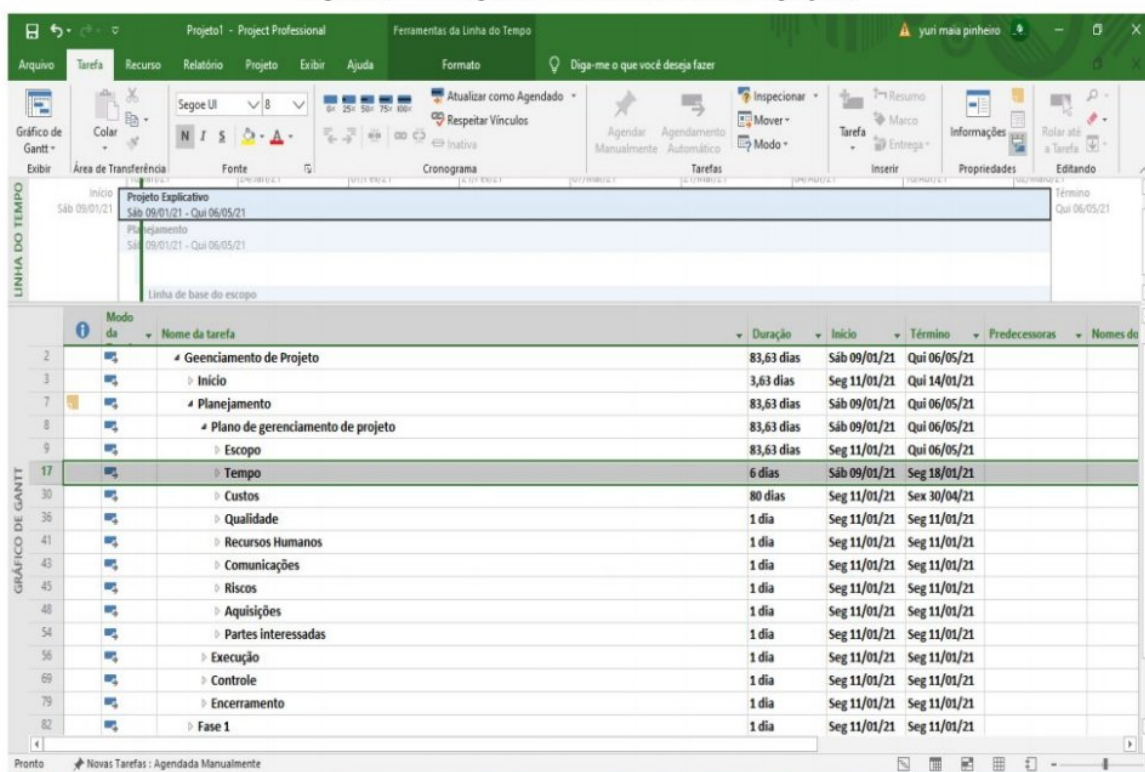 Projeto1 - Project Professional
Ferramentas da Linha do Tempo
yuri maia pinheiro
Arquivo Tarefa Recurso Relatório Projeto Exibir Ajuda Formato Diga-me o que você deseja fazer
Gráfico de Gantt
Exibir
Colar
Área de Transferência
Segoe UI 8
N I S A
Fonte
0× 25× 50× 75× 100×
Atualizar como Agendado
Respeitar Vínculos
Inativa
Cronograma
Agendar Manualmente
Agendamento Automático
Inspecionar
Mover
Modo
Tarefas
Tarefa
Resumo
Marco
Entrega
Inserir
Informações
Propriedades
Rolar até a Tarefa
Editando
LINHA DO TEMPO
Início
Sáb 09/01/21
Projeto Explicativo
Sáb 09/01/21 - Qui 06/05/21
Planejamento
Sáb 09/01/21 - Qui 06/05/21
Linha de base do escopo
Término
Qui 06/05/21
GRÁFICO DE GANTT
Modo da Nome da tarefa Duração Início Término Predecessoras Nomes do
2 Geenciamento de Projeto 83,63 dias Sáb 09/01/21 Qui 06/05/21
3 Início 3,63 dias Seg 11/01/21 Qui 14/01/21
7 Planejamento 83,63 dias Sáb 09/01/21 Qui 06/05/21
8 Plano de gerenciamento de projeto 83,63 dias Sáb 09/01/21 Qui 06/05/21
9 Escopo 83,63 dias Seg 11/01/21 Qui 06/05/21
17 Tempo 6 dias Sáb 09/01/21 Seg 18/01/21
30 Custos 80 dias Seg 11/01/21 Sex 30/04/21
36 Qualidade 1 dia Seg 11/01/21 Seg 11/01/21
41 Recursos Humanos 1 dia Seg 11/01/21 Seg 11/01/21
43 Comunicações 1 dia Seg 11/01/21 Seg 11/01/21
45 Riscos 1 dia Seg 11/01/21 Seg 11/01/21
48 Aquisições 1 dia Seg 11/01/21 Seg 11/01/21
54 Partes interessadas 1 dia Seg 11/01/21 Seg 11/01/21
56 Execução 1 dia Seg 11/01/21 Seg 11/01/21
69 Controle 1 dia Seg 11/01/21 Seg 11/01/21
79 Encerramento 1 dia Seg 11/01/21 Seg 11/01/21
82 Fase 1 1 dia Seg 11/01/21 Seg 11/01/21
Pronto Novas Tarefas : Agendada Manualmente